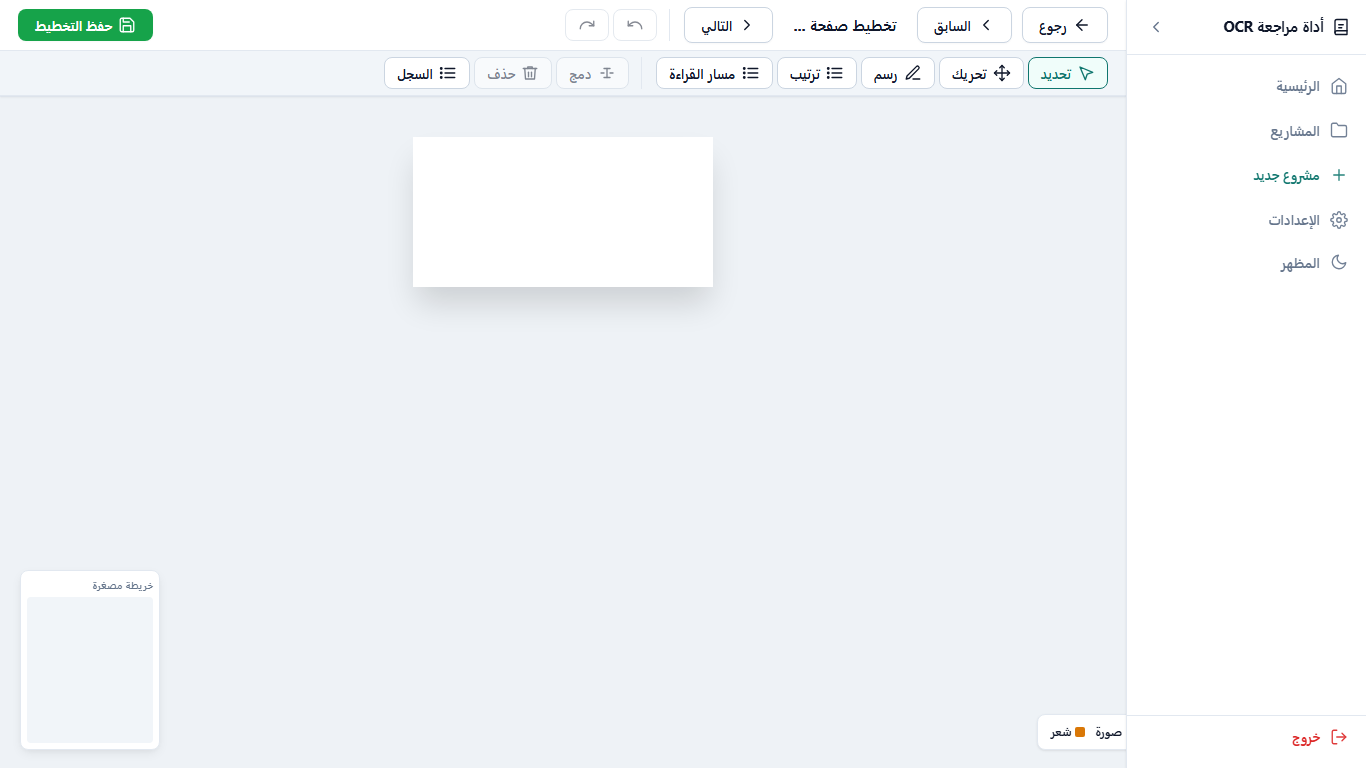 أداة مراجعة OCR
الرئيسية
المشاريع
مشروع جديد
الإعدادات
المظهر
خروج
رجوع
السابق
تخطيط صفحة ...
التالي
حفظ التخطيط
تحديد
تحريك
رسم
ترتيب
مسار القراءة
دمج
حذف
السجل
صورة
شعر
خريطة مصغرة